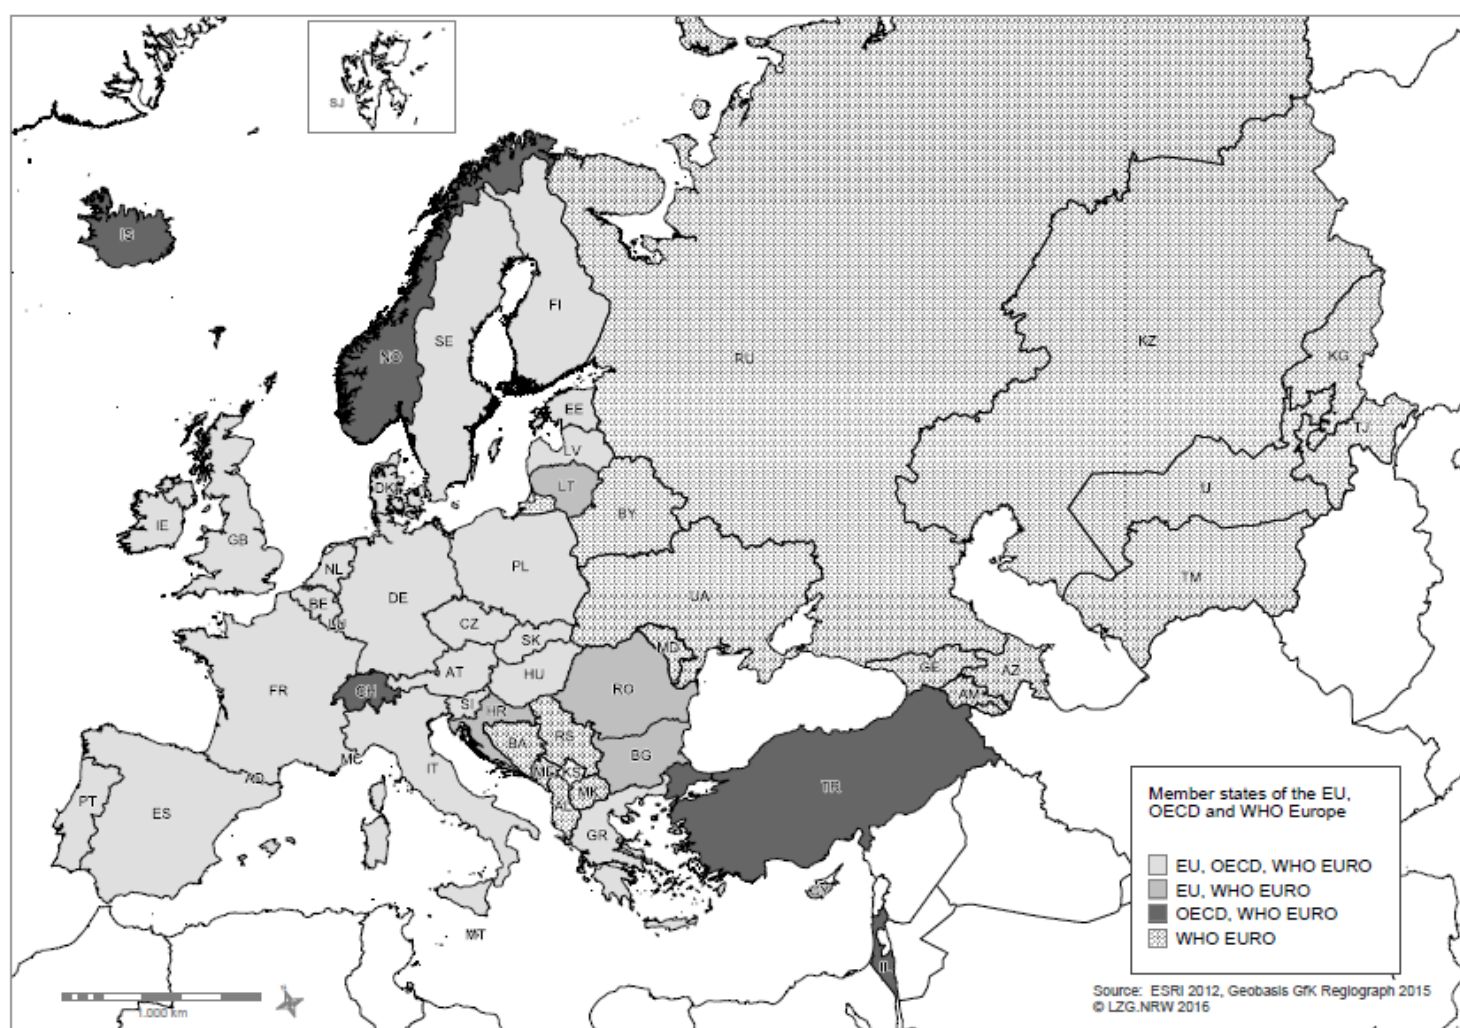 SJ
IS
NO
SE
FI
RU
KZ
KG
TJ
EE
LV
LT
DK
BY
IE
GB
NL
PL
TM
BE
DE
UA
LU
CZ
SK
MD
AT
HU
GE
AZ
FR
CH
RO
AM
SI
HR
BA
RS
BG
MC
IT
AD
KS
TR
PT
ES
MK
AL
GR
CY
MT
IL
Member states of the EU,
OECD and WHO Europe
EU, OECD, WHO EURO
EU, WHO EURO
OECD, WHO EURO
WHO EURO
1.000 km
Source: ESRI 2012, Geobasis GfK Regiograph 2015
© LZG.NRW 2016